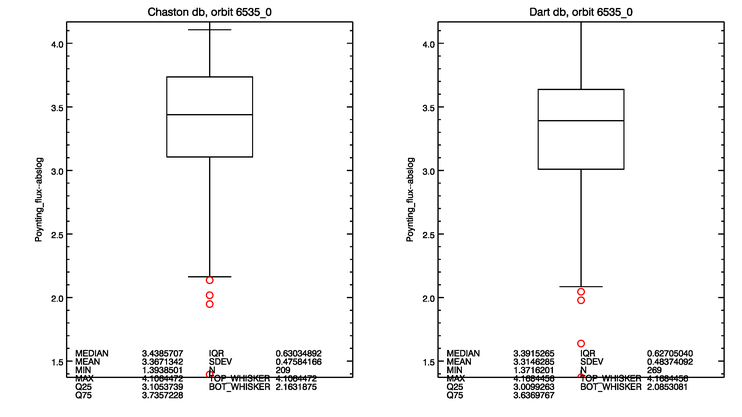 Chaston db, orbit 6535_0
Poynting_flux--abslog
4.0
3.5
3.0
2.5
2.0
1.5
MEDIAN 3.4385707 IQR 0.63034892
MEAN 3.3671342 SDEV 0.47584166
MIN 1.3938501 N 209
MAX 4.1064472 TOP_WHISKER 4.1064472
Q25 3.1053739 BOT_WHISKER 2.1631875
Q75 3.7357228
Dart db, orbit 6535_0
Poynting_flux--abslog
4.0
3.5
3.0
2.5
2.0
1.5
MEDIAN 3.3915265 IQR 0.62705040
MEAN 3.3146285 SDEV 0.48374092
MIN 1.3716201 N 269
MAX 4.1684456 TOP_WHISKER 4.1684456
Q25 3.0099263 BOT_WHISKER 2.0853081
Q75 3.6369767